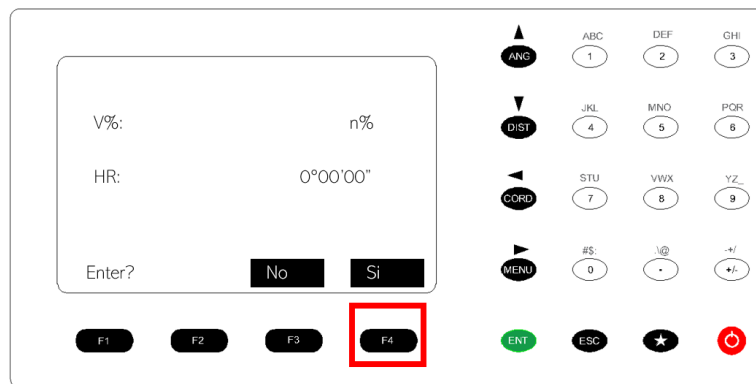 ABC DEF GHI
ANG 1 2 3
V%: n%
JKL MNO PQR
DIST 4 5 6
HR: 0°00'00"
STU VWX YZ_
CORD 7 8 9
#$: .\@ -+/
MENU 0 • +/-
Enter? No Si
F1 F2 F3 F4
ENT ESC